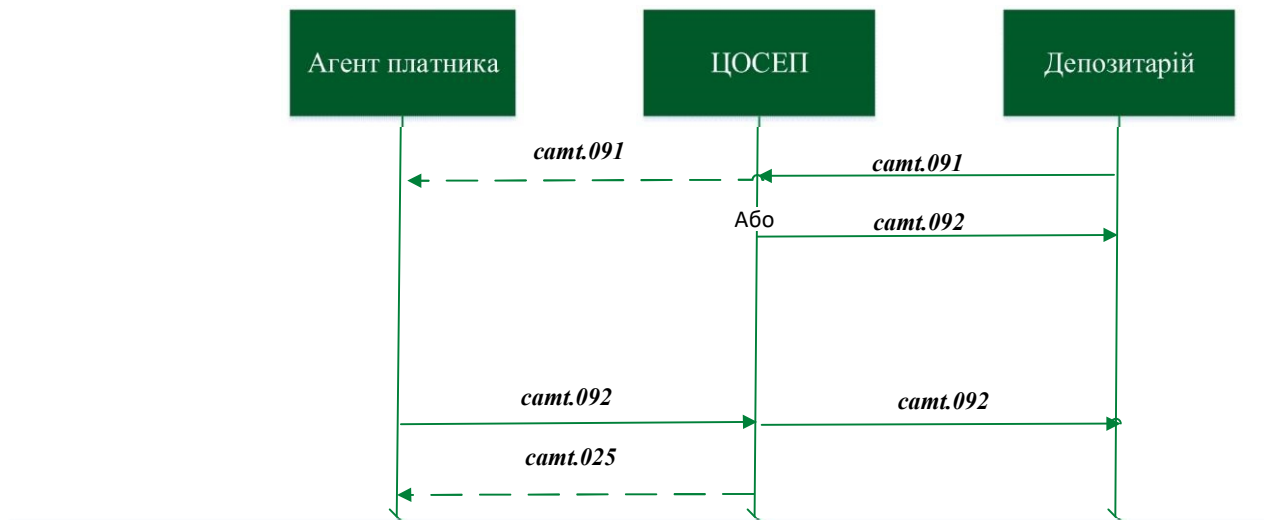 Агент платника
ЦОСЕП
Депозитарій
camt.091
camt.091
Або
camt.092
camt.092
camt.092
camt.025